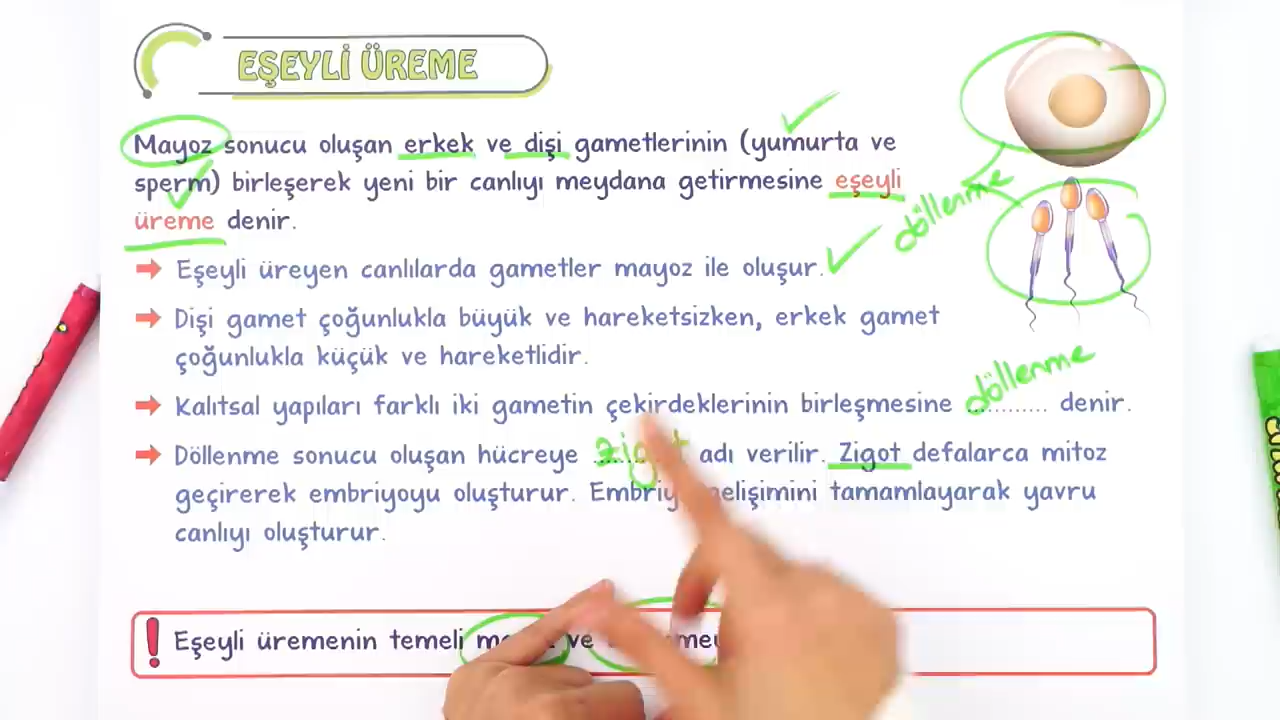 EŞEYLİ ÜREME
Mayoz sonucu oluşan erkek ve dişi gametlerinin (yumurta ve
sperm) birleşerek yeni bir canlıyı meydana getirmesine eşeyli
üreme denir.
döllenme
Eşeyli üreyen canlılarda gametler mayoz ile oluşur.
Dişi gamet çoğunlukla büyük ve hareketsizken, erkek gamet
çoğunlukla küçük ve hareketlidir.
Kalıtsal yapıları farklı iki gametin çekirdeklerinin birleşmesine döllenme denir.
Döllenme sonucu oluşan hücreye zigot adı verilir. Zigot defalarca mitoz
geçirerek embriyoyu oluşturur. gelişimini tamamlayarak yavru
canlıyı oluşturur.
! Eşeyli üremenin temeli ve